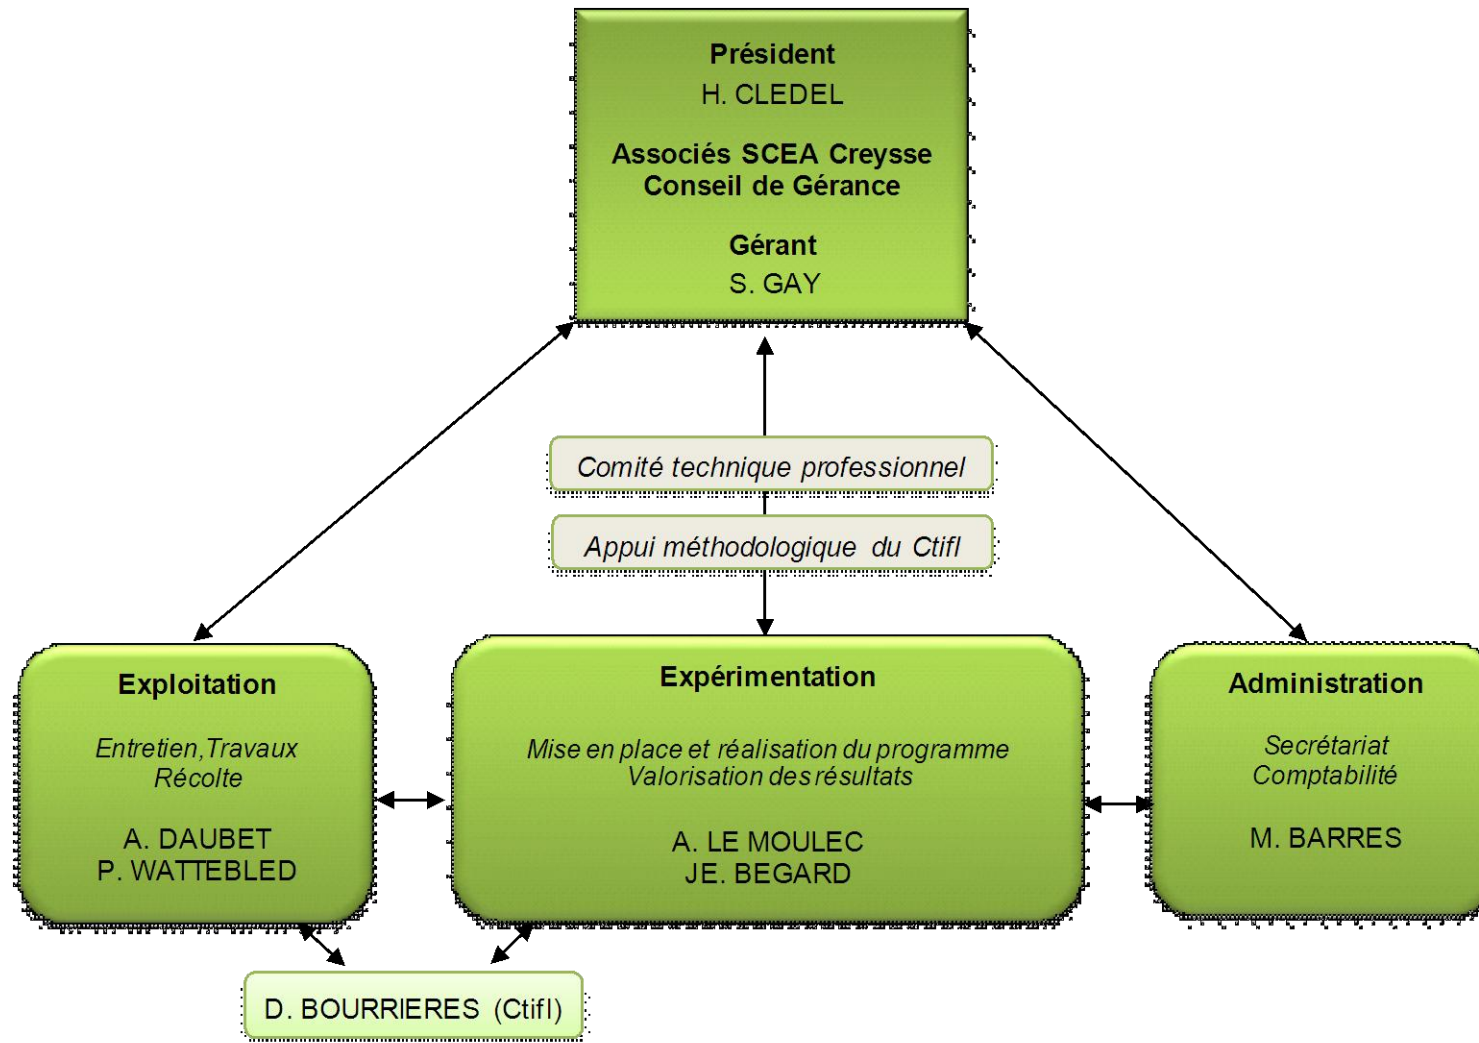 Président
H. CLEDEL
Associés SCEA Creysse
Conseil de Gérance
Gérant
S. GAY
Comité technique professionnel
Appui méthodologique du Ctifl
Exploitation
Entretien,Travaux
Récolte
A. DAUBET
P. WATTEBLED
Expérimentation
Mise en place et réalisation du programme
Valorisation des résultats
A. LE MOULEC
JE. BEGARD
Administration
Secrétariat
Comptabilité
M. BARRES
D. BOURRIERES (Ctifl)